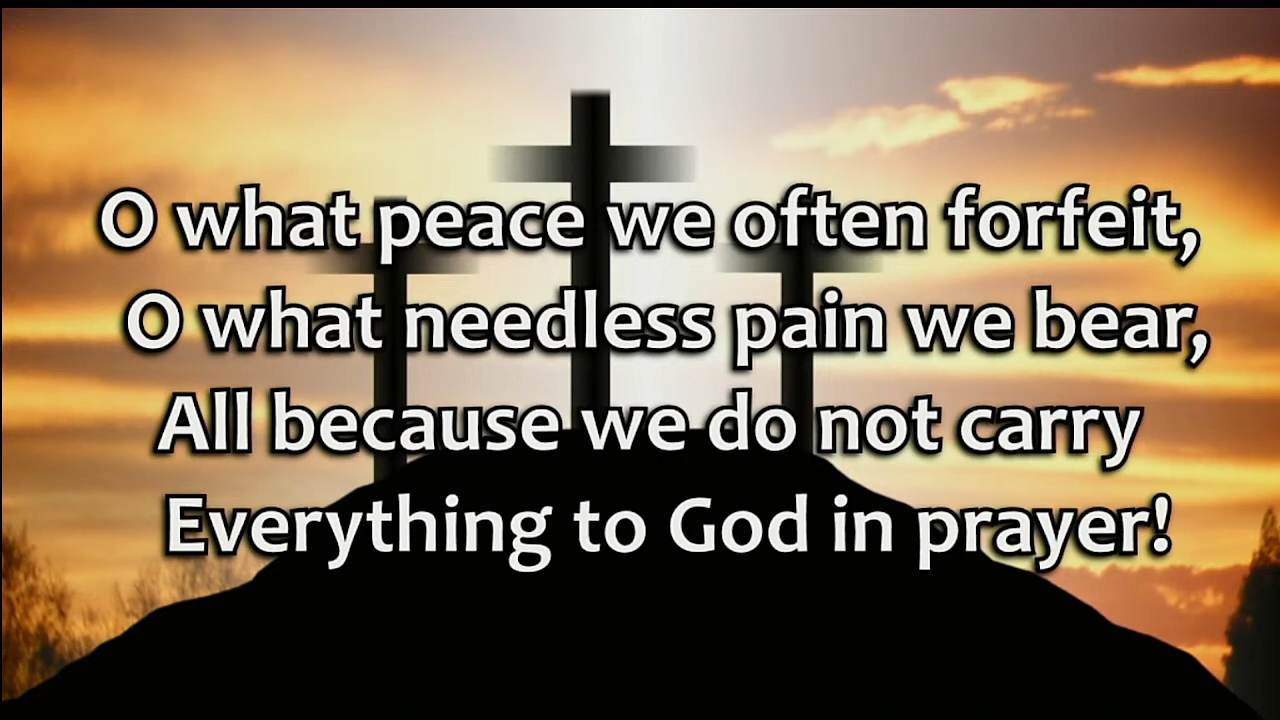 O what peace we often forfeit,
O what needless pain we bear,
All because we do not carry
Everything to God in prayer!